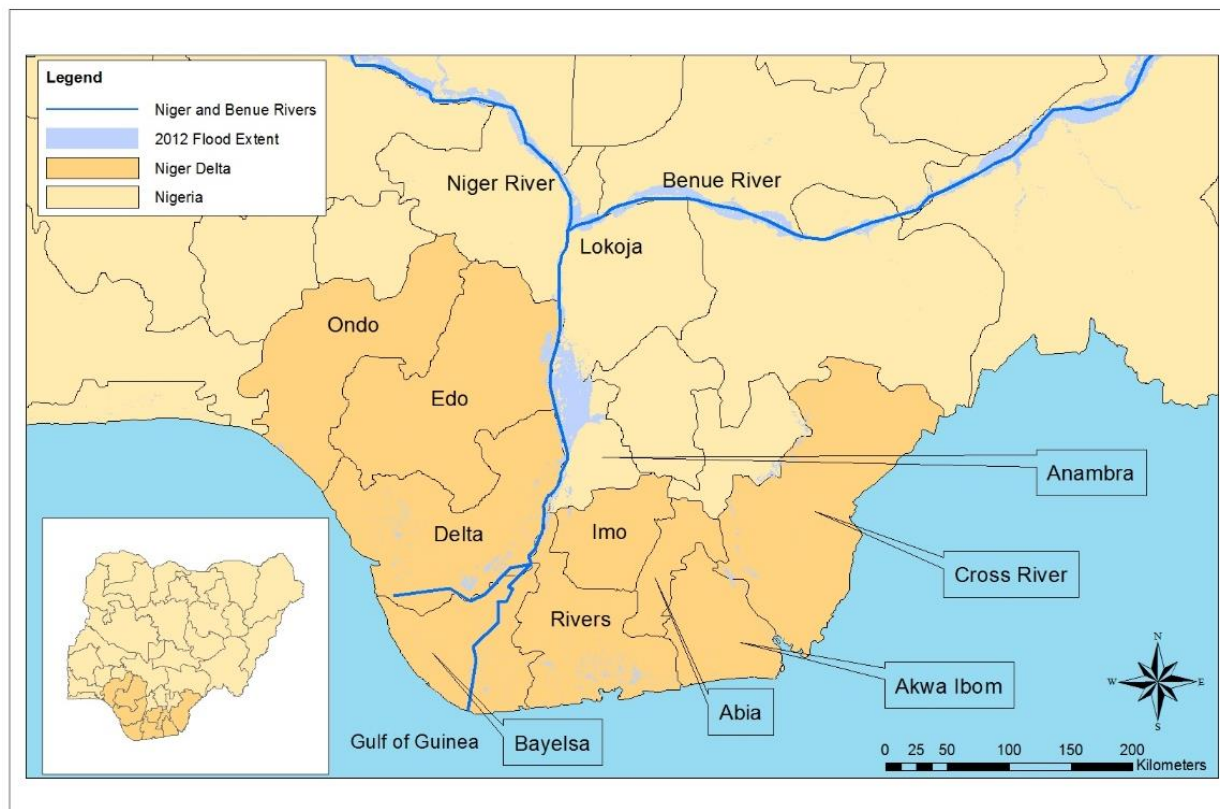 Legend
Niger and Benue Rivers
2012 Flood Extent
Niger Delta
Nigeria
Niger River
Benue River
Lokoja
Ondo
Edo
Anambra
Delta
Imo
Cross River
Rivers
Akwa Ibom
Abia
Gulf of Guinea
Bayelsa
N
W
E
S
0 25 50 100 150 200
Kilometers